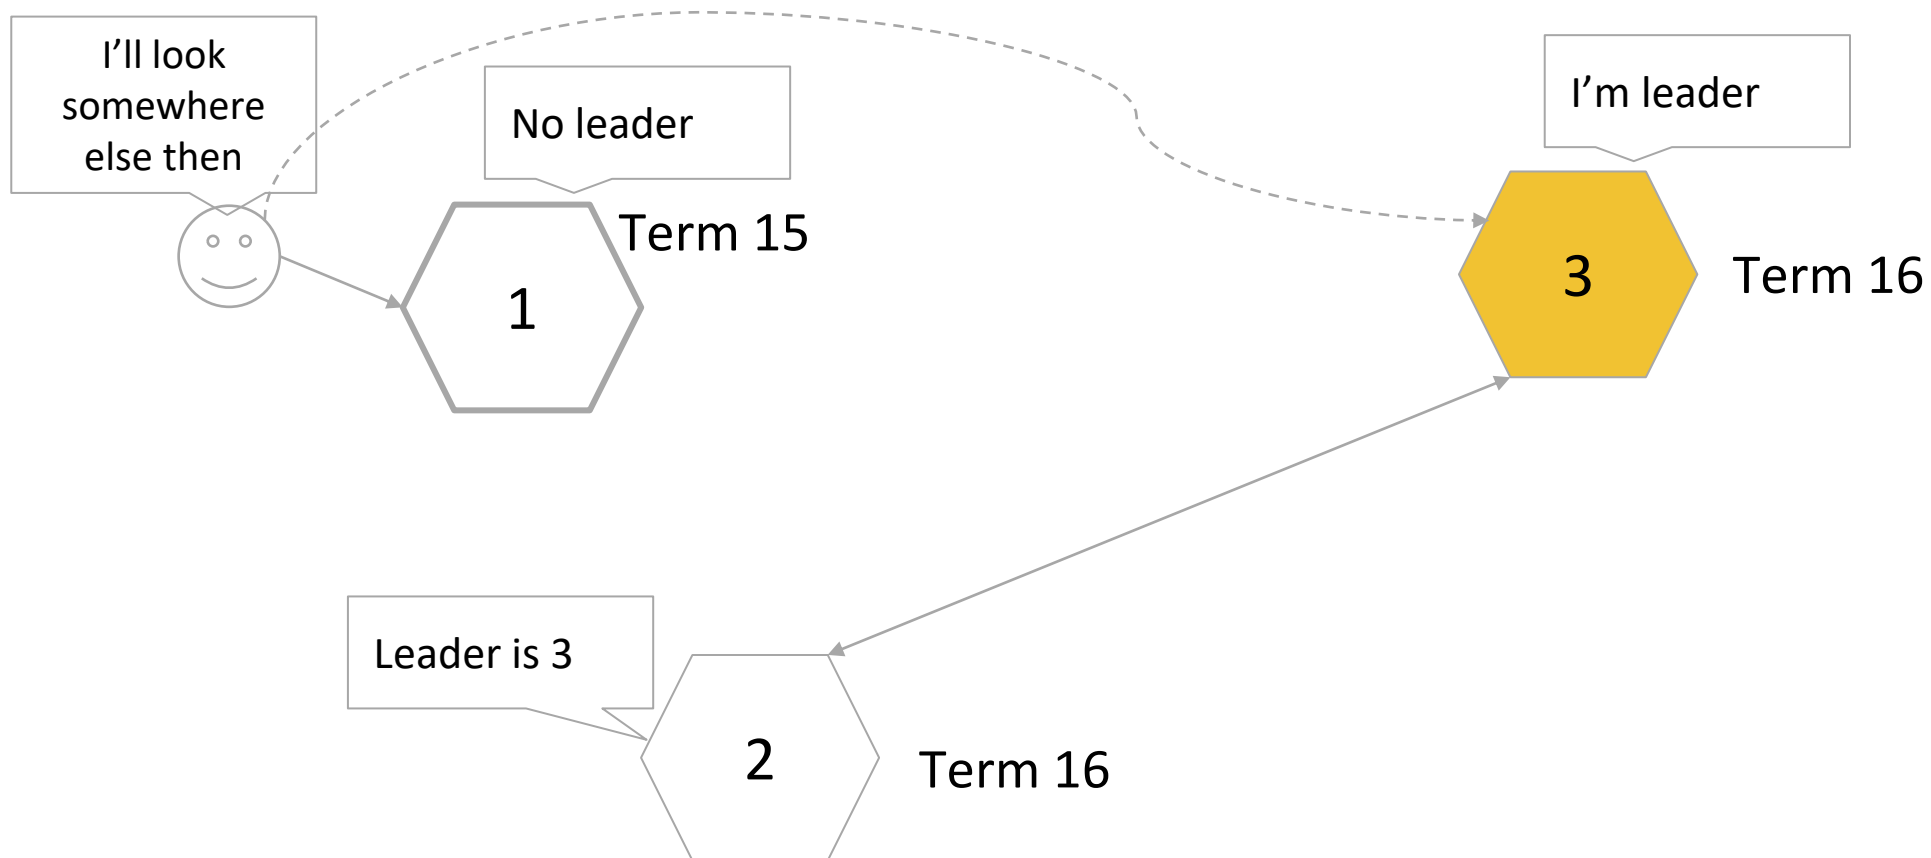 I’ll look
somewhere
else then
No leader
I’m leader
Term 15
1
3
Term 16
Leader is 3
2
Term 16